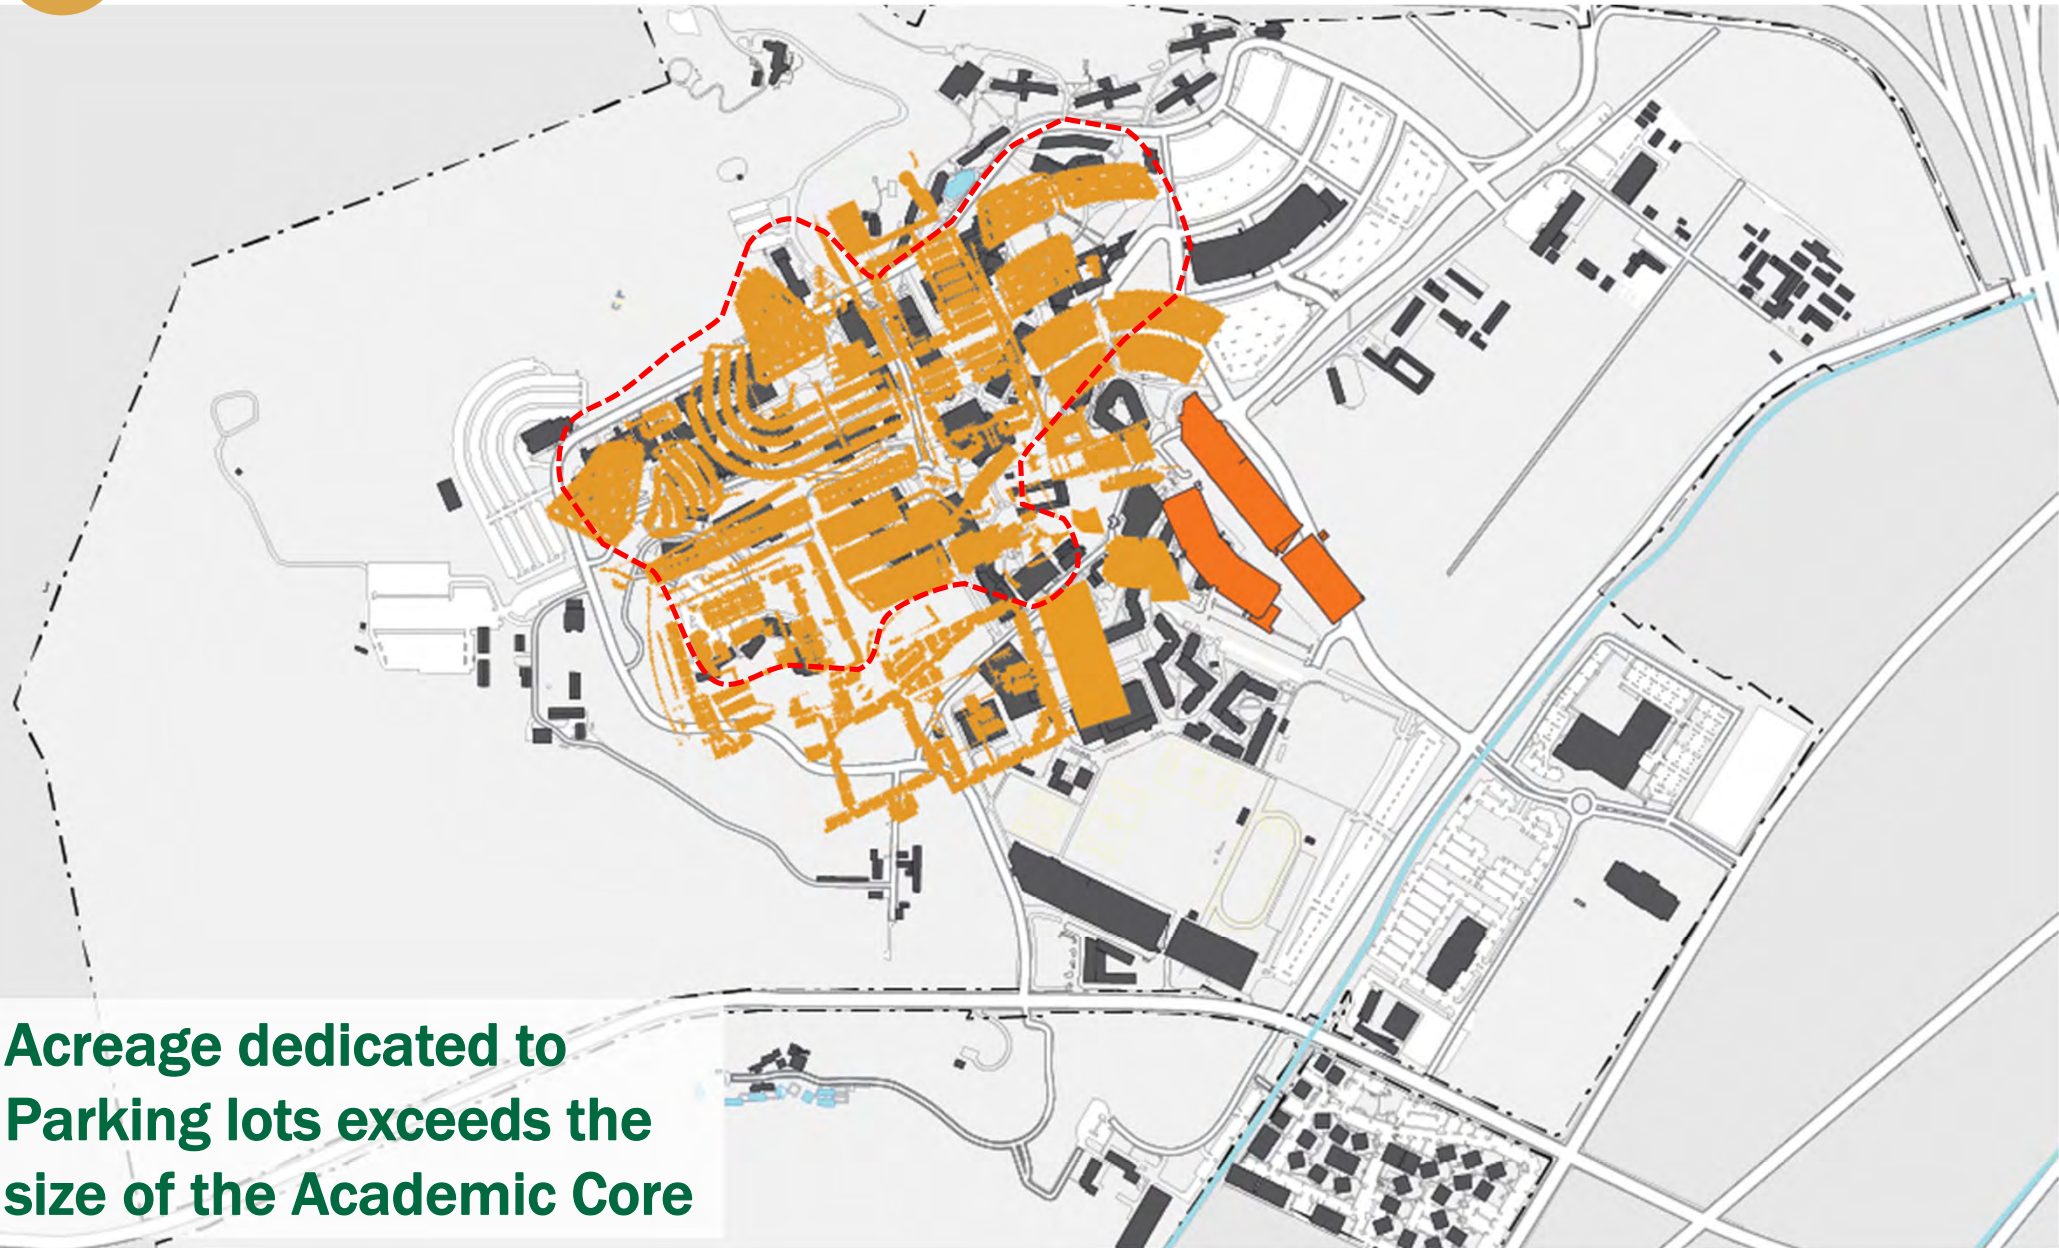 Acreage dedicated to
Parking lots exceeds the
size of the Academic Core